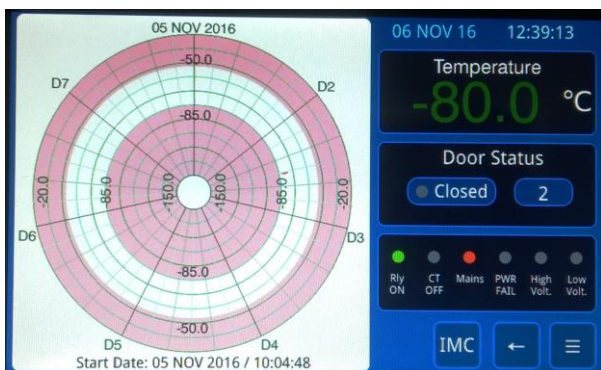 05 NOV 2016
-50.0
D7
D2
-85.0
-20.0
-85.0
-150.0
-150.0
-85.0
-20.0
D6
D3
-85.0
-50.0
D5
D4
Start Date: 05 NOV 2016 / 10:04:48
06 NOV 16 12:39:13
Temperature
-80.0 °C
Door Status
Closed 2
Rly ON
CT OFF
Mains
PWR FAIL
High Volt.
Low Volt.
IMC ← ☰